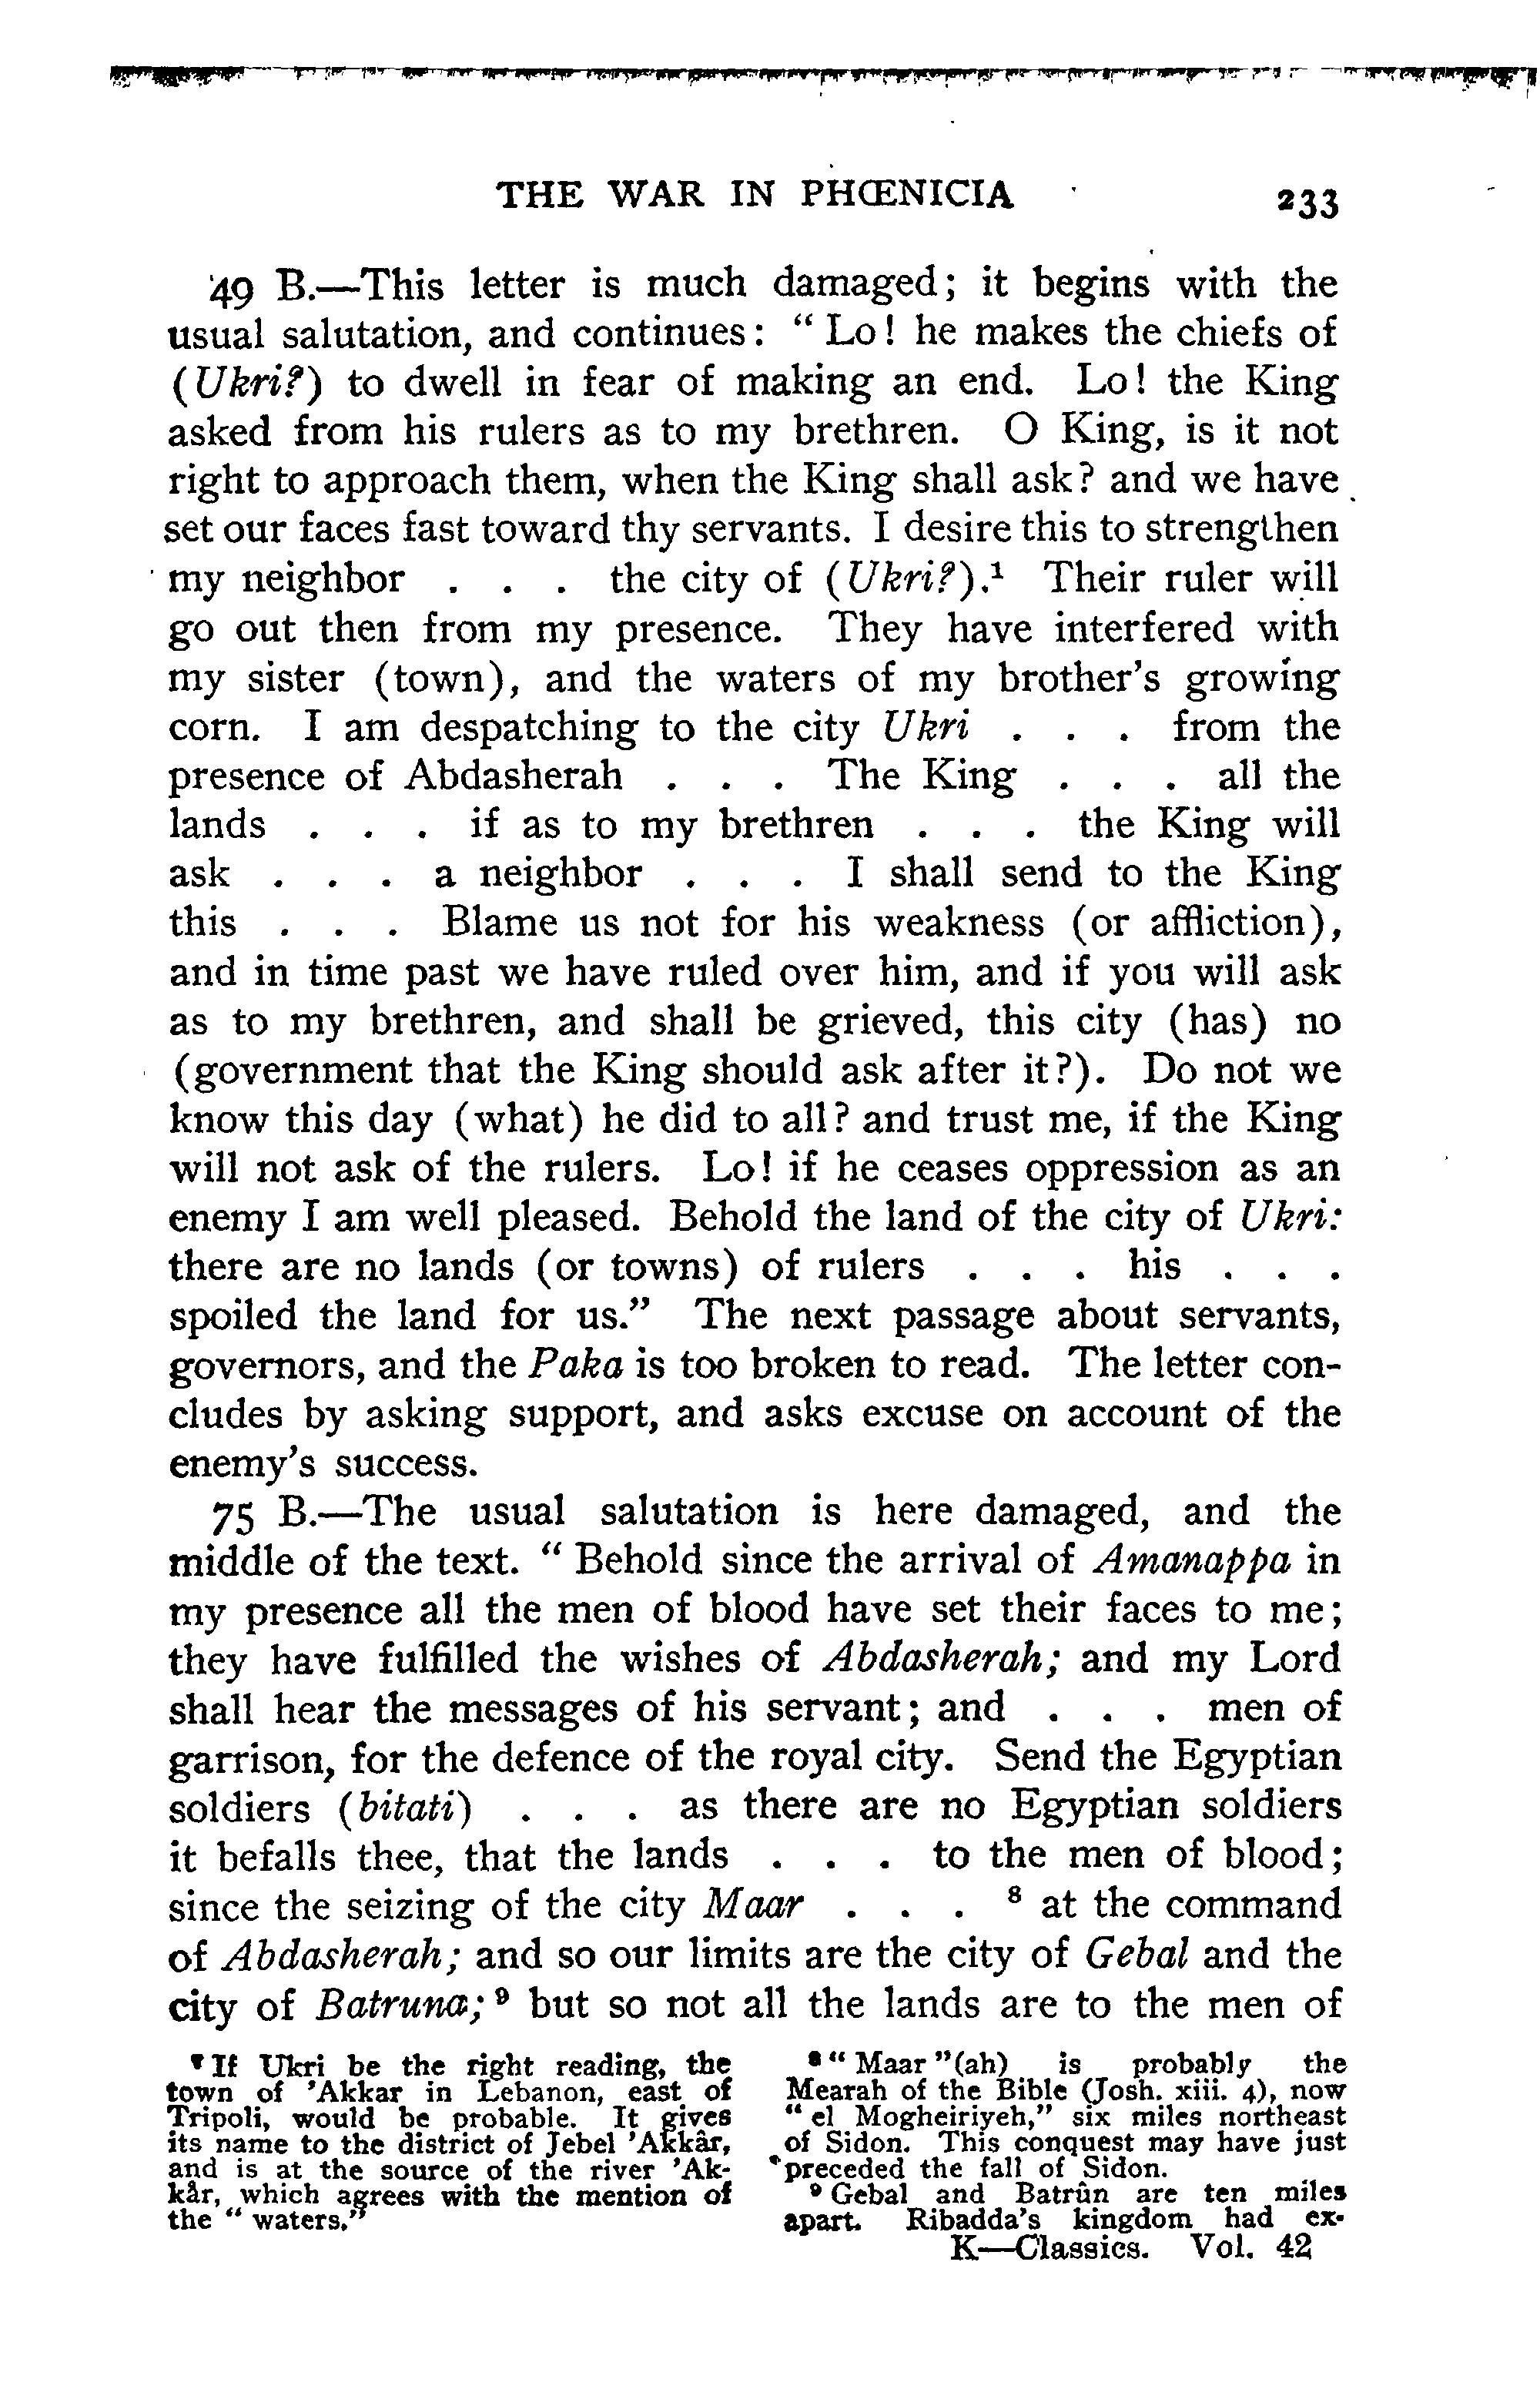 THE WAR IN PHŒNICIA 233
49 B.—This letter is much damaged; it begins with the
usual salutation, and continues: “ Lo! he makes the chiefs of
(Ukri?) to dwell in fear of making an end. Lo! the King
asked from his rulers as to my brethren. O King, is it not
right to approach them, when the King shall ask? and we have
set our faces fast toward thy servants. I desire this to strengthen
my neighbor . . . the city of (Ukri?).¹ Their ruler will
go out then from my presence. They have interfered with
my sister (town), and the waters of my brother’s growing
corn. I am despatching to the city Ukri . . . from the
presence of Abdasherah . . . The King . . . all the
lands . . . if as to my brethren . . . the King will
ask . . . a neighbor . . . I shall send to the King
this . . . Blame us not for his weakness (or affliction),
and in time past we have ruled over him, and if you will ask
as to my brethren, and shall be grieved, this city (has) no
(government that the King should ask after it?). Do not we
know this day (what) he did to all? and trust me, if the King
will not ask of the rulers. Lo! if he ceases oppression as an
enemy I am well pleased. Behold the land of the city of Ukri:
there are no lands (or towns) of rulers . . . his . . .
spoiled the land for us.” The next passage about servants,
governors, and the Paka is too broken to read. The letter con-
cludes by asking support, and asks excuse on account of the
enemy’s success.
75 B.—The usual salutation is here damaged, and the
middle of the text. “ Behold since the arrival of Amanappa in
my presence all the men of blood have set their faces to me;
they have fulfilled the wishes of Abdasherah; and my Lord
shall hear the messages of his servant; and . . . men of
garrison, for the defence of the royal city. Send the Egyptian
soldiers (bitati) . . . as there are no Egyptian soldiers
it befalls thee, that the lands . . . to the men of blood;
since the seizing of the city Maar . . . ⁸ at the command
of Abdasherah; and so our limits are the city of Gebal and the
city of Batruna;⁹ but so not all the lands are to the men of
⁷ If Ukri be the right reading, the
town of ’Akkar in Lebanon, east of
Tripoli, would be probable. It gives
its name to the district of Jebel ’Akkâr,
and is at the source of the river ’Ak-
kâr, which agrees with the mention of
the “ waters.”
⁸ “ Maar ”(ah) is probably the
Mearah of the Bible (Josh. xiii. 4), now
“ el Mogheiriyeh,” six miles northeast
of Sidon. This conquest may have just
preceded the fall of Sidon.
⁹ Gebal and Batrûn are ten miles
apart. Ribadda’s kingdom had ex-
K—Classics. Vol. 42